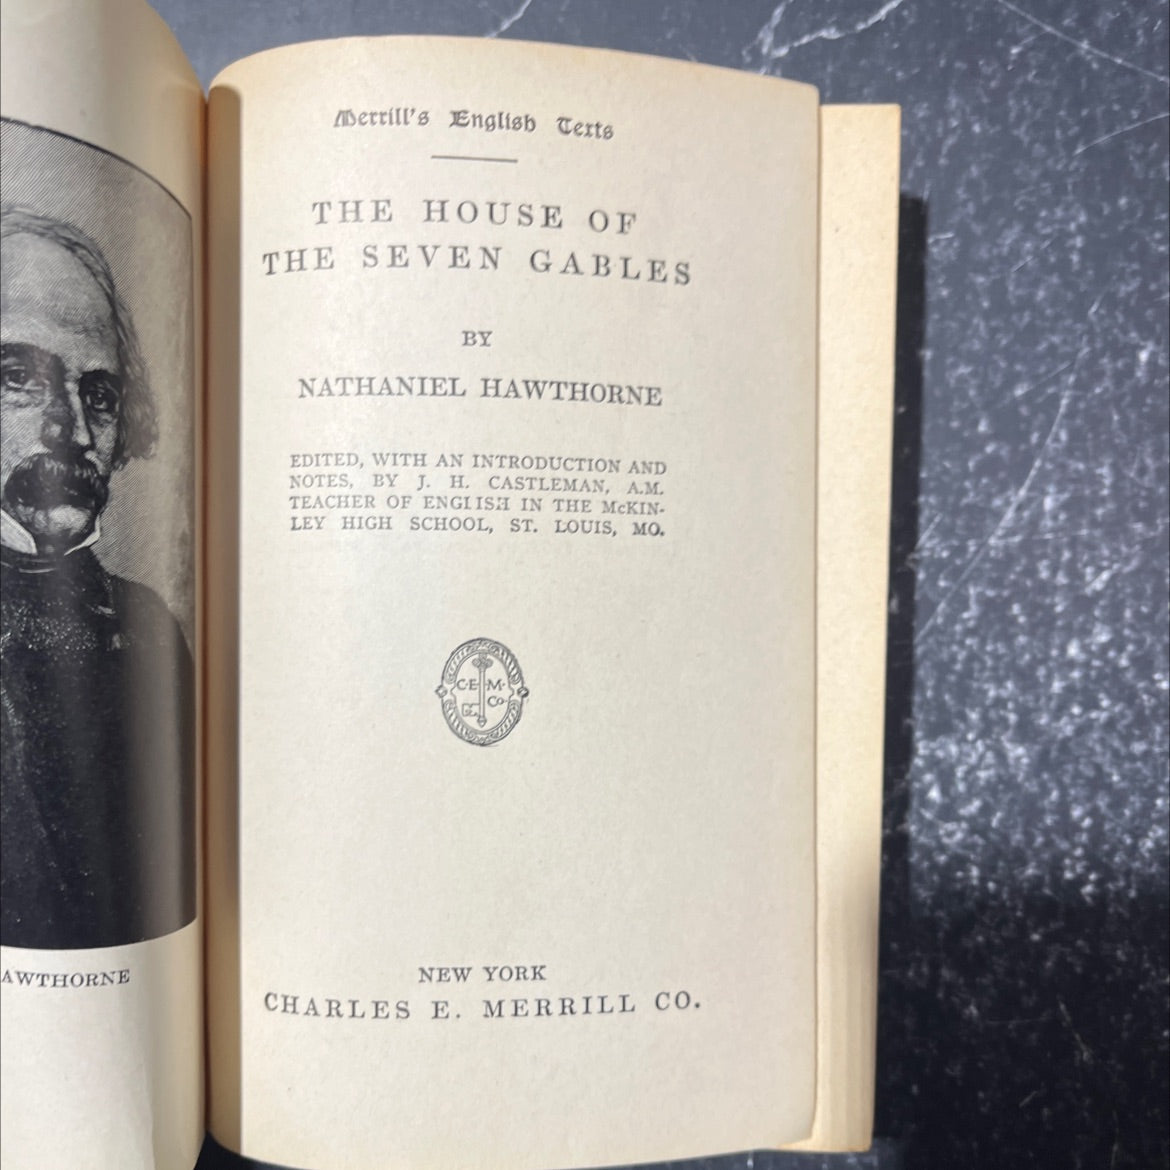 Merrill's English Texts
THE HOUSE OF
THE SEVEN GABLES
BY
NATHANIEL HAWTHORNE
EDITED, WITH AN INTRODUCTION AND
NOTES, BY J. H. CASTLEMAN, A.M.
TEACHER OF ENGLISH IN THE McKIN-
LEY HIGH SCHOOL, ST. LOUIS, MO.
C·E·M·
Co·
NEW YORK
CHARLES E. MERRILL CO.
AWTHORNE